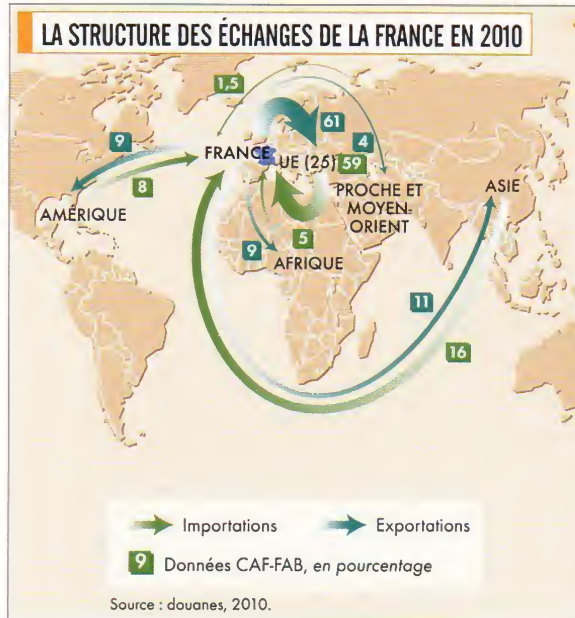 LA STRUCTURE DES ÉCHANGES DE LA FRANCE EN 2010
1,5
61
9
FRANCE
4
UE (25)
59
8
PROCHE ET
MOYEN-
ORIENT
ASIE
AMÉRIQUE
5
9
AFRIQUE
11
16
Importations
Exportations
9 Données CAF-FAB, en pourcentage
Source : douanes, 2010.